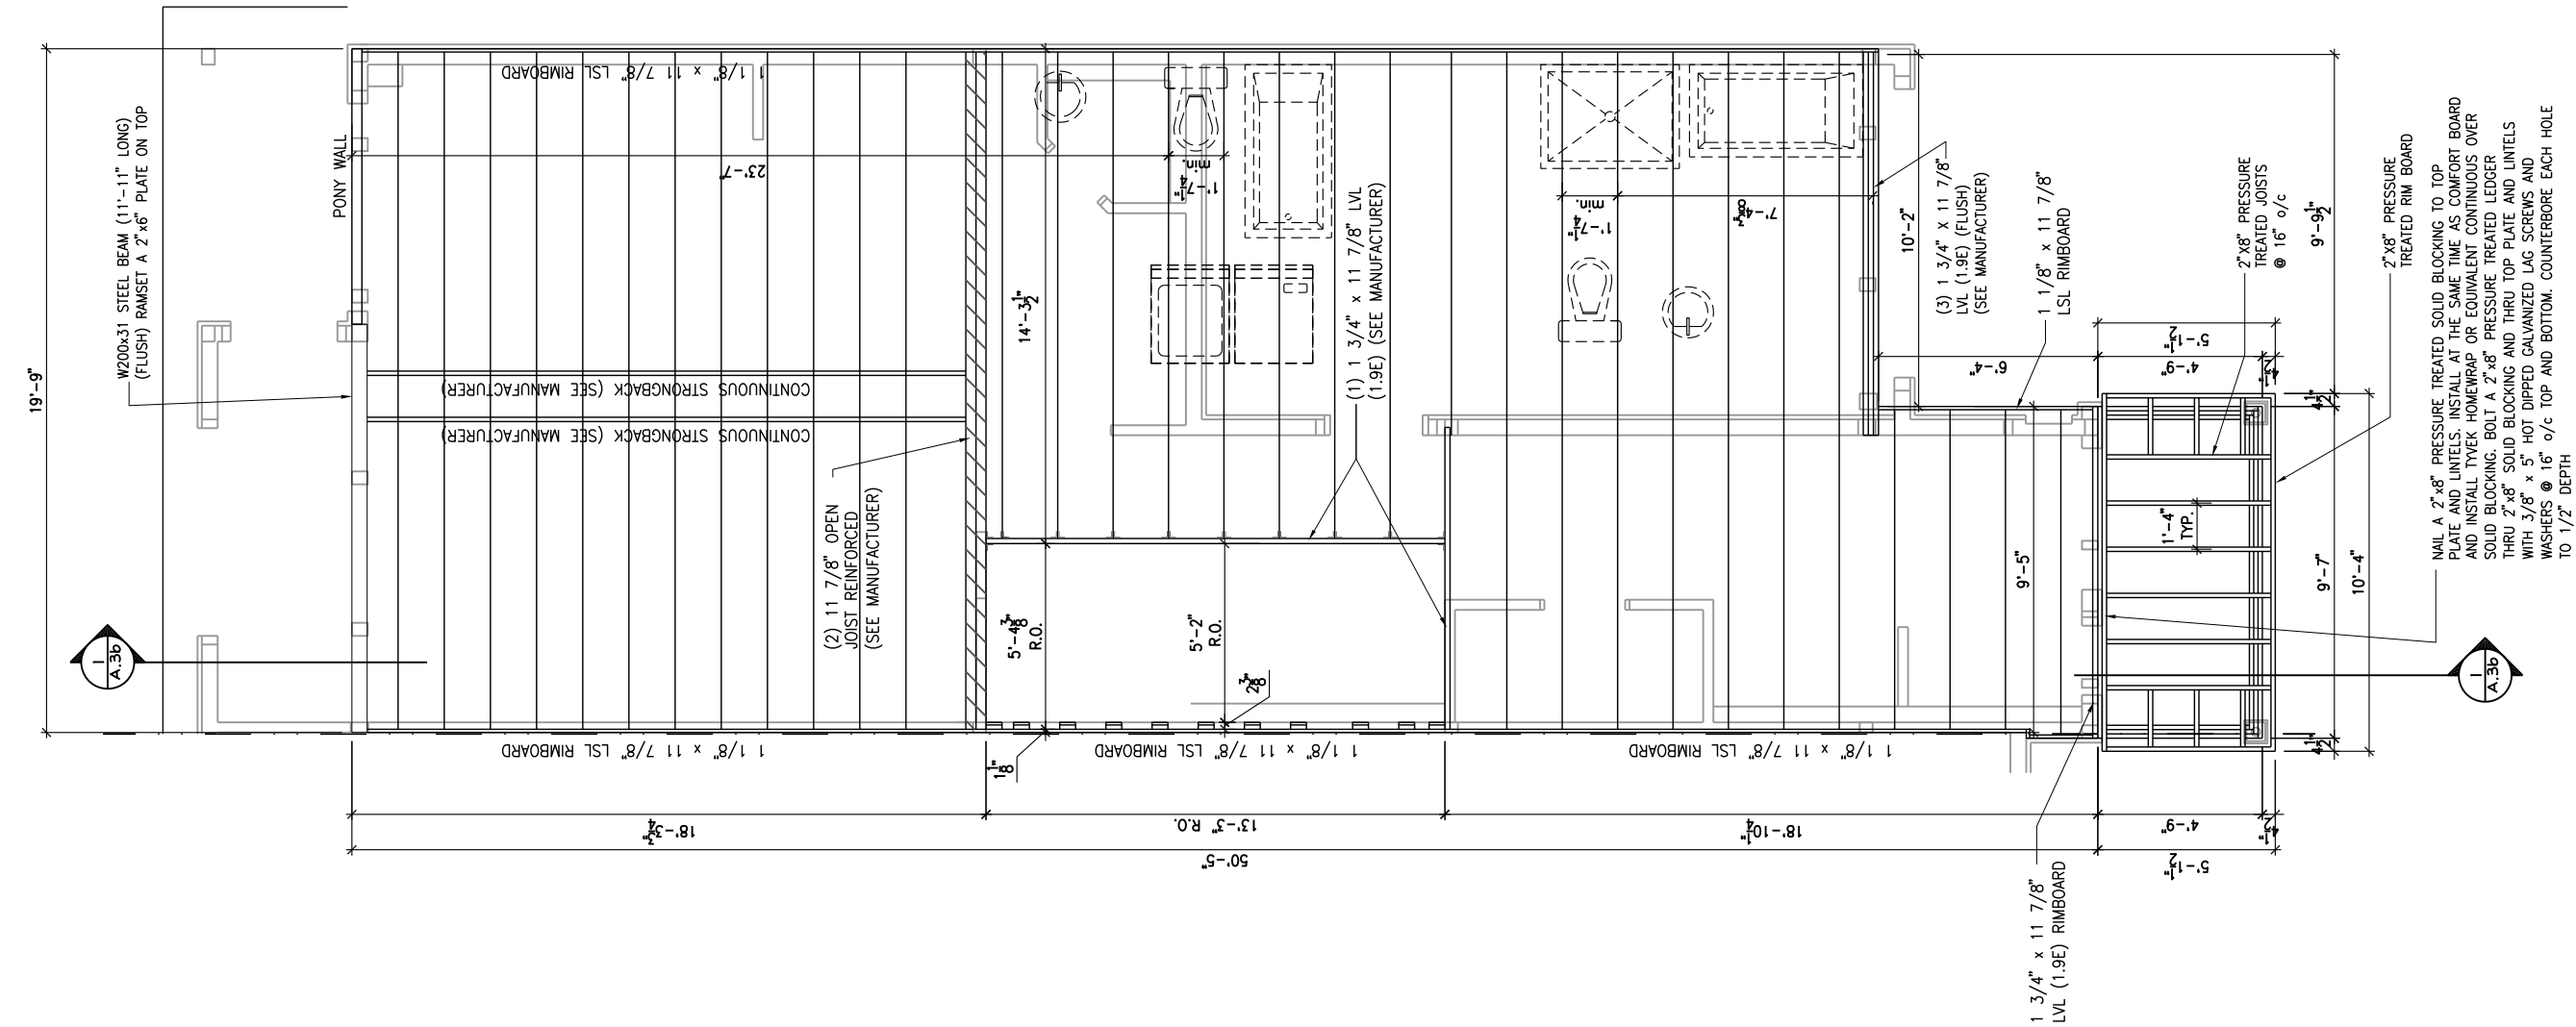 19'-9"
W200x31 STEEL BEAM (11'-11" LONG)
(FLUSH) RAMSET A 2"x6" PLATE ON TOP
PONY WALL
1 1/8" x 11 7/8" LSL RIMBOARD
23'-7"
CONTINUOUS STRONGBACK (SEE MANUFACTURER)
CONTINUOUS STRONGBACK (SEE MANUFACTURER)
(2) 11 7/8" OPEN
JOIST REINFORCED
(SEE MANUFACTURER)
1
A.3b
1 1/8" x 11 7/8" LSL RIMBOARD
1 1/8" x 11 7/8" LSL RIMBOARD
1 1/8" x 11 7/8" LSL RIMBOARD
14'-3 1/2"
1'-7 1/4"
min.
5'-4 3/8"
R.O.
5'-2"
R.O.
2 3/8"
1 1/8"
(1) 1 3/4" x 11 7/8" LVL
(1.9E) (SEE MANUFACTURER)
1'-7 1/4"
min.
7'-4 3/8"
10'-2"
(3) 1 3/4" x 11 7/8"
LVL (1.9E) (FLUSH)
(SEE MANUFACTURER)
1 1/8" x 11 7/8"
LSL RIMBOARD
6'-4"
5'-1 1/2"
4'-9"
4 1/2"
2"x8" PRESSURE
TREATED JOISTS
@ 16" o/c
9'-9 1/2"
4 1/2"
2"x8" PRESSURE
TREATED RIM BOARD
9'-5"
1'-4"
TYP.
9'-7"
10'-4"
4 1/2"
NAIL A 2"x8" PRESSURE TREATED SOLID BLOCKING TO TOP
PLATE AND LINTELS. INSTALL AT THE SAME TIME AS COMFORT BOARD
AND INSTALL TYVEK HOMEWRAP OR EQUIVALENT CONTINUOUS OVER
SOLID BLOCKING. BOLT A 2"x8" PRESSURE TREATED LEDGER
THRU 2"x8" SOLID BLOCKING AND THRU TOP PLATE AND LINTELS
WITH 3/8" x 5" HOT DIPPED GALVANIZED LAG SCREWS AND
WASHERS @ 16" o/c TOP AND BOTTOM. COUNTERBORE EACH HOLE
TO 1/2" DEPTH
1
A.3b
18'-3 3/4"
13'-3" R.O.
18'-10 1/4"
4'-9"
4 1/2"
50'-5"
5'-1 1/2"
1 3/4" x 11 7/8"
LVL (1.9E) RIMBOARD